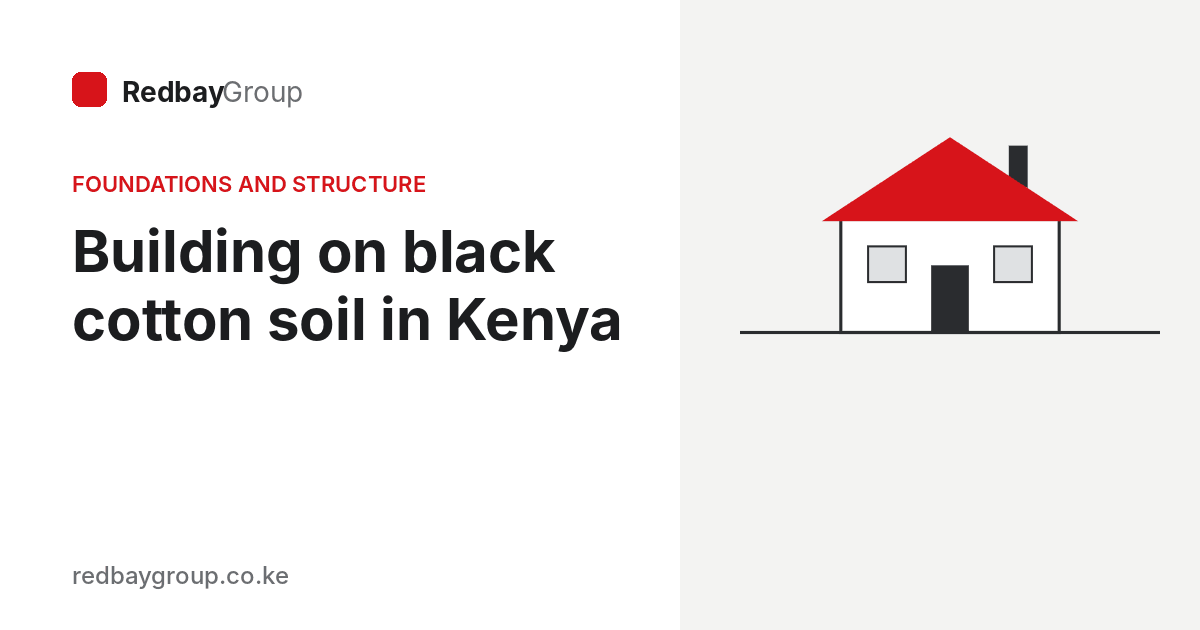 RedbayGroup
FOUNDATIONS AND STRUCTURE
Building on black
cotton soil in Kenya
redbaygroup.co.ke